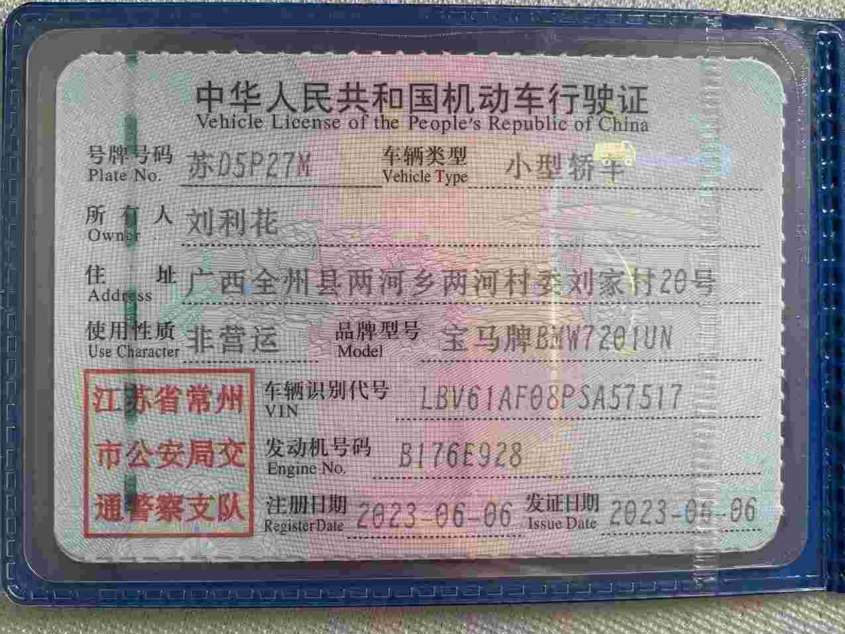 中华人民共和国机动车行驶证
Vehicle License of the People's Republic of China
号牌号码 苏D5P27M 车辆类型 小型轿车
Plate No. Vehicle Type
所有人 刘利花
Owner
住址 广西全州县两河乡两河村委刘家村20号
Address
使用性质 非营运 品牌型号 宝马牌BMW7201UN
Use Character Model
江苏省常州
市公安局交
通警察支队
车辆识别代号 LBV61AF08PSA57517
VIN
发动机号码 B176E928
Engine No.
注册日期 2023-06-06 发证日期 2023-06-06
Register Date Issue Date